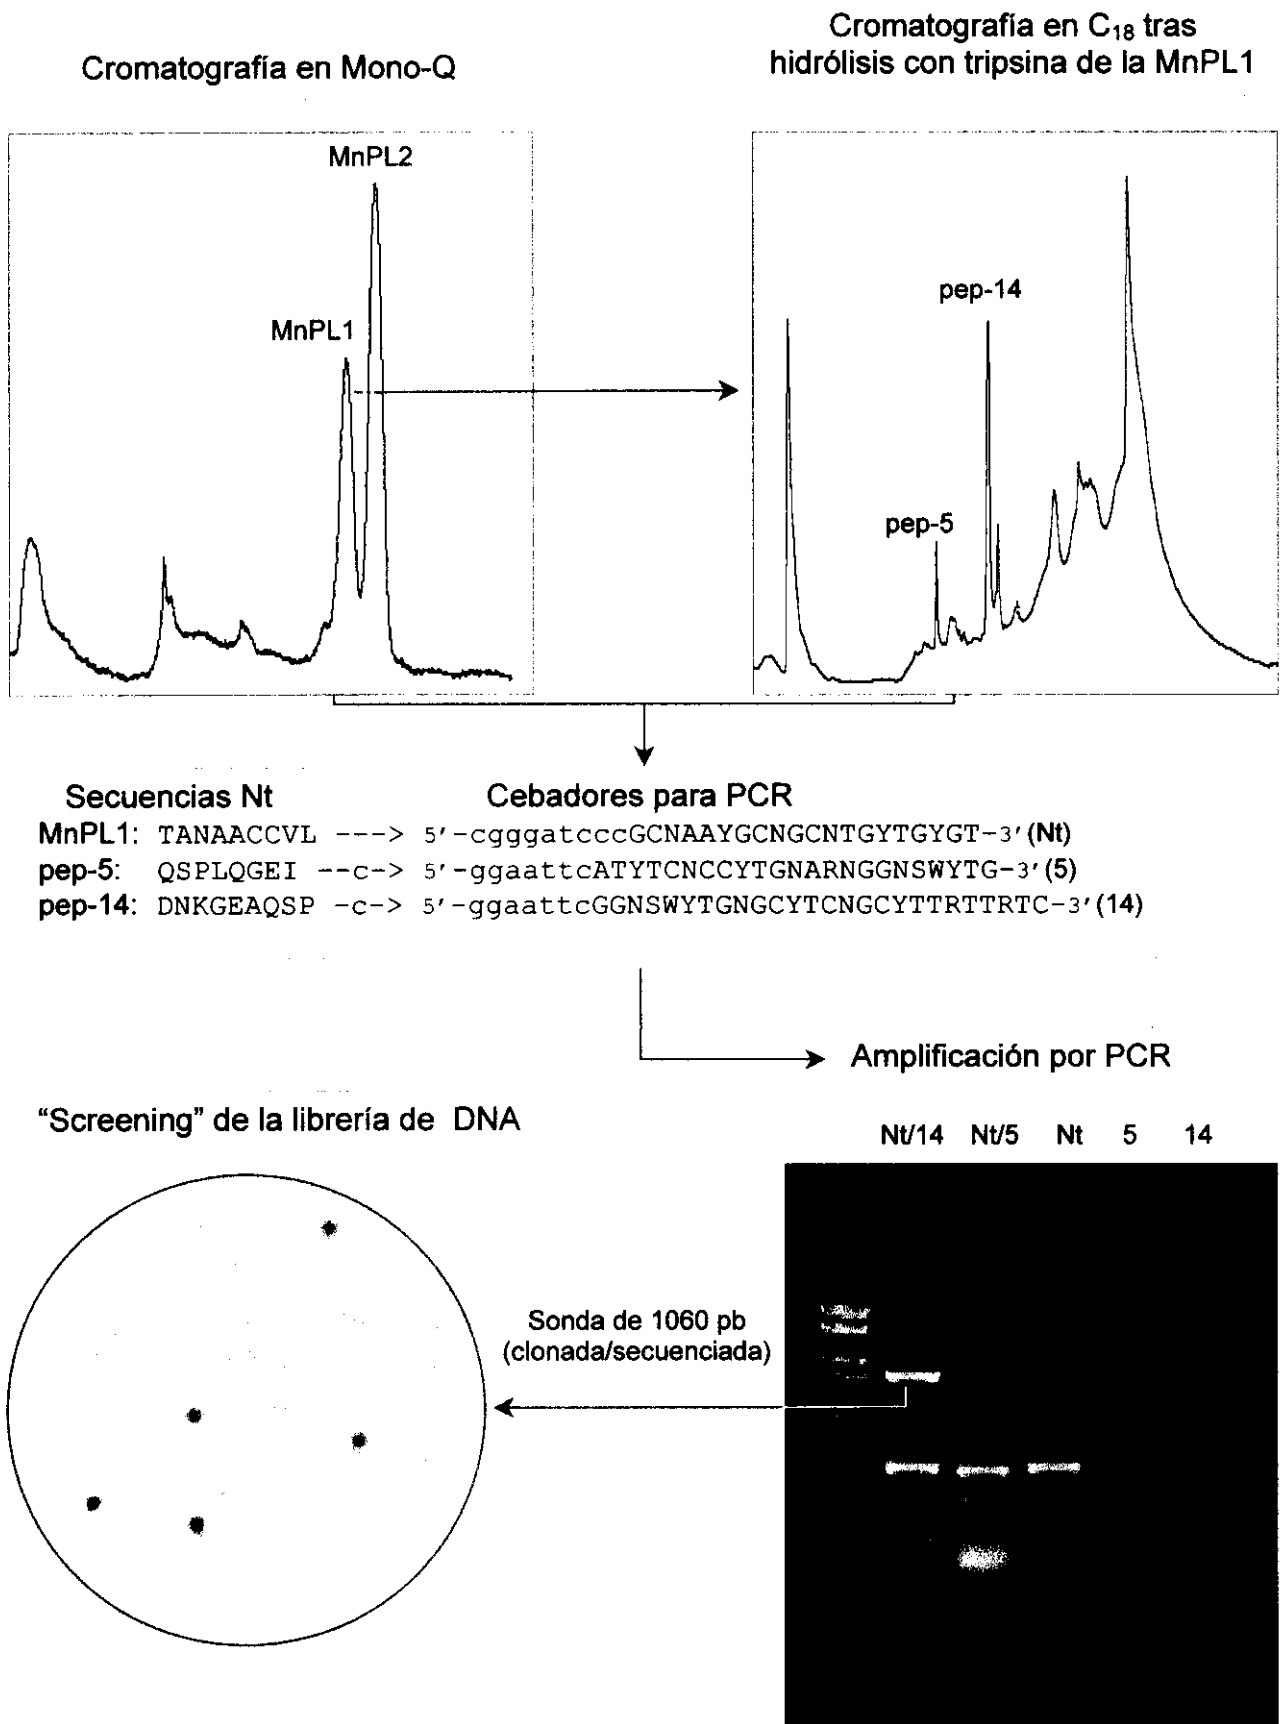 Cromatografía en Mono-Q
Cromatografía en C₁₈ tras
hidrólisis con tripsina de la MnPL1
MnPL2
MnPL1
pep-14
pep-5
Secuencias Nt
Cebadores para PCR
MnPL1: TANAACCVL ---> 5'-cgggatcccGCNAAYGCNGCNTGYTGYGT-3'(Nt)
pep-5: QSPLQGEI --c-> 5'-ggaattcATYTCNCCYTGNARNGGNSWYTG-3'(5)
pep-14: DNKGEAQSP -c-> 5'-ggaattcGGNSWYTGNGCYTCNGCYTTRTTRTC-3'(14)
Amplificación por PCR
"Screening" de la librería de DNA
Nt/14 Nt/5 Nt 5 14
Sonda de 1060 pb
(clonada/secuenciada)